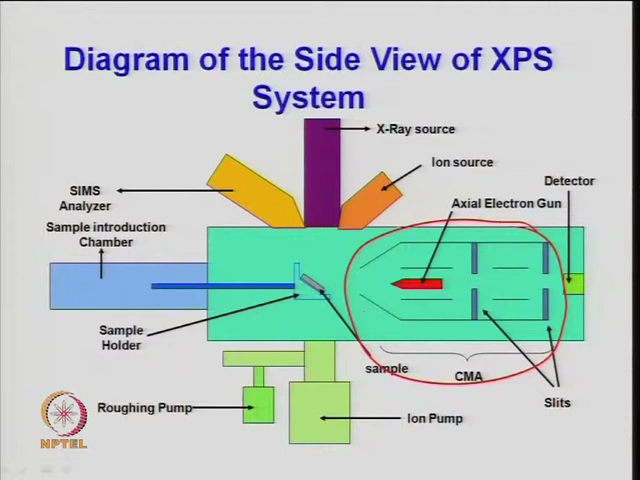 Diagram of the Side View of XPS
System
X-Ray source
Ion source
Detector
SIMS
Analyzer
Axial Electron Gun
Sample introduction
Chamber
Sample
Holder
sample
CMA
Slits
Roughing Pump
Ion Pump
NPTEL